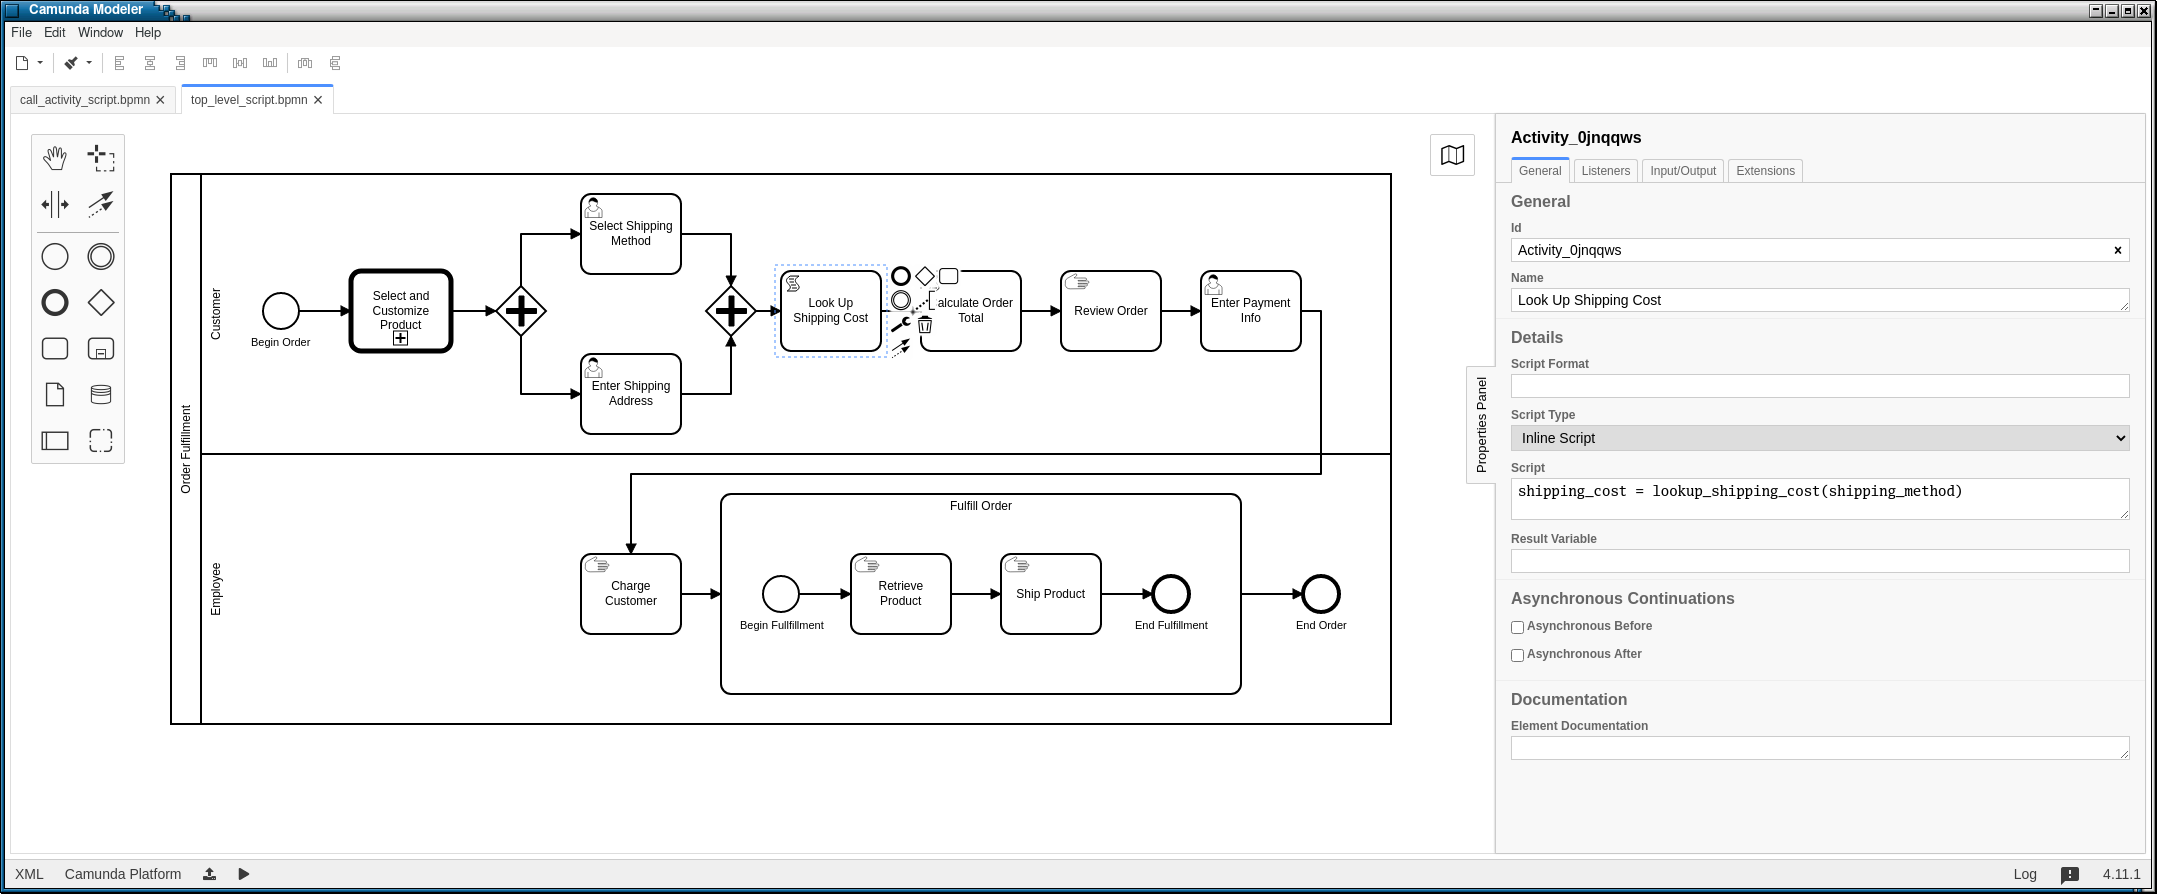 Camunda Modeler
File Edit Window Help
call_activity_script.bpmn
top_level_script.bpmn
Order Fulfillment
Customer
Begin Order
Select and
Customize
Product
Select Shipping
Method
Enter Shipping
Address
Look Up
Shipping Cost
alculate Order
Total
Review Order
Enter Payment
Info
Employee
Charge
Customer
Fulfill Order
Begin Fullfillment
Retrieve
Product
Ship Product
End Fulfillment
End Order
Properties Panel
Activity_0jnqqws
General Listeners Input/Output Extensions
General
Id
Activity_0jnqqws
Name
Look Up Shipping Cost
Details
Script Format
Script Type
Inline Script
Script
shipping_cost = lookup_shipping_cost(shipping_method)
Result Variable
Asynchronous Continuations
Asynchronous Before
Asynchronous After
Documentation
Element Documentation
XML Camunda Platform
Log 4.11.1